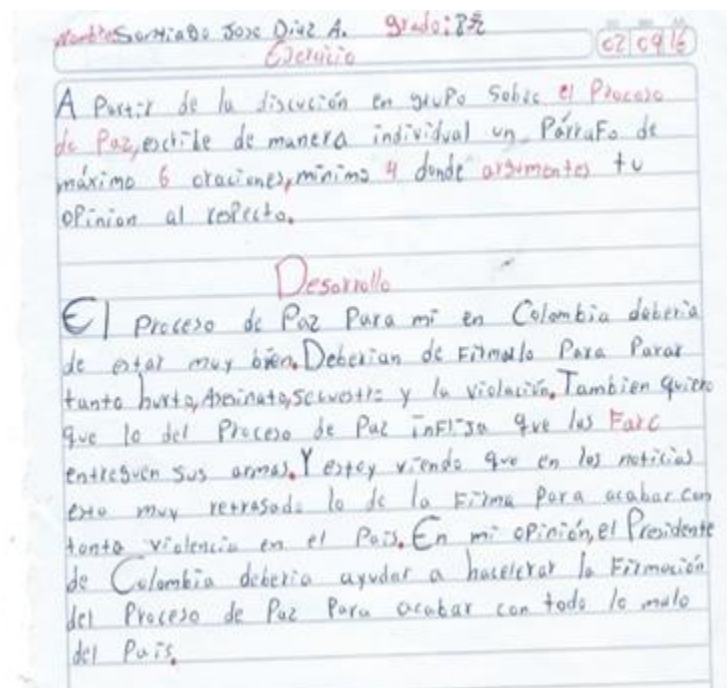 Nombre: Santiago Jose Diaz A. grado: 8
Ejercicio
02 09 16
A Partir de la discución en grupo Sobre el Proceso
de Paz, escribe de manera individual un Párrafo de
máximo 6 oraciones, mínimo 4 donde argumentes tu
opinion al respecto.
Desarrollo
El Proceso de Paz Para mi en Colombia deberia
de estar muy bien. Deberian de Firmarlo Para Parar
tanto hurto, Asesinato, Secuestro y la violación. Tambien quiero
que lo del Proceso de Paz inflija que las Farc
entreguen sus armas. Y estoy viendo que en las noticias
esta muy retrasado lo de la Firma Para acabar con
tanta violencia en el Pais. En mi opinión, el Presidente
de Colombia deberia ayudar a hacelerar la Firmación
del Proceso de Paz Para acabar con todo lo malo
del Pais.